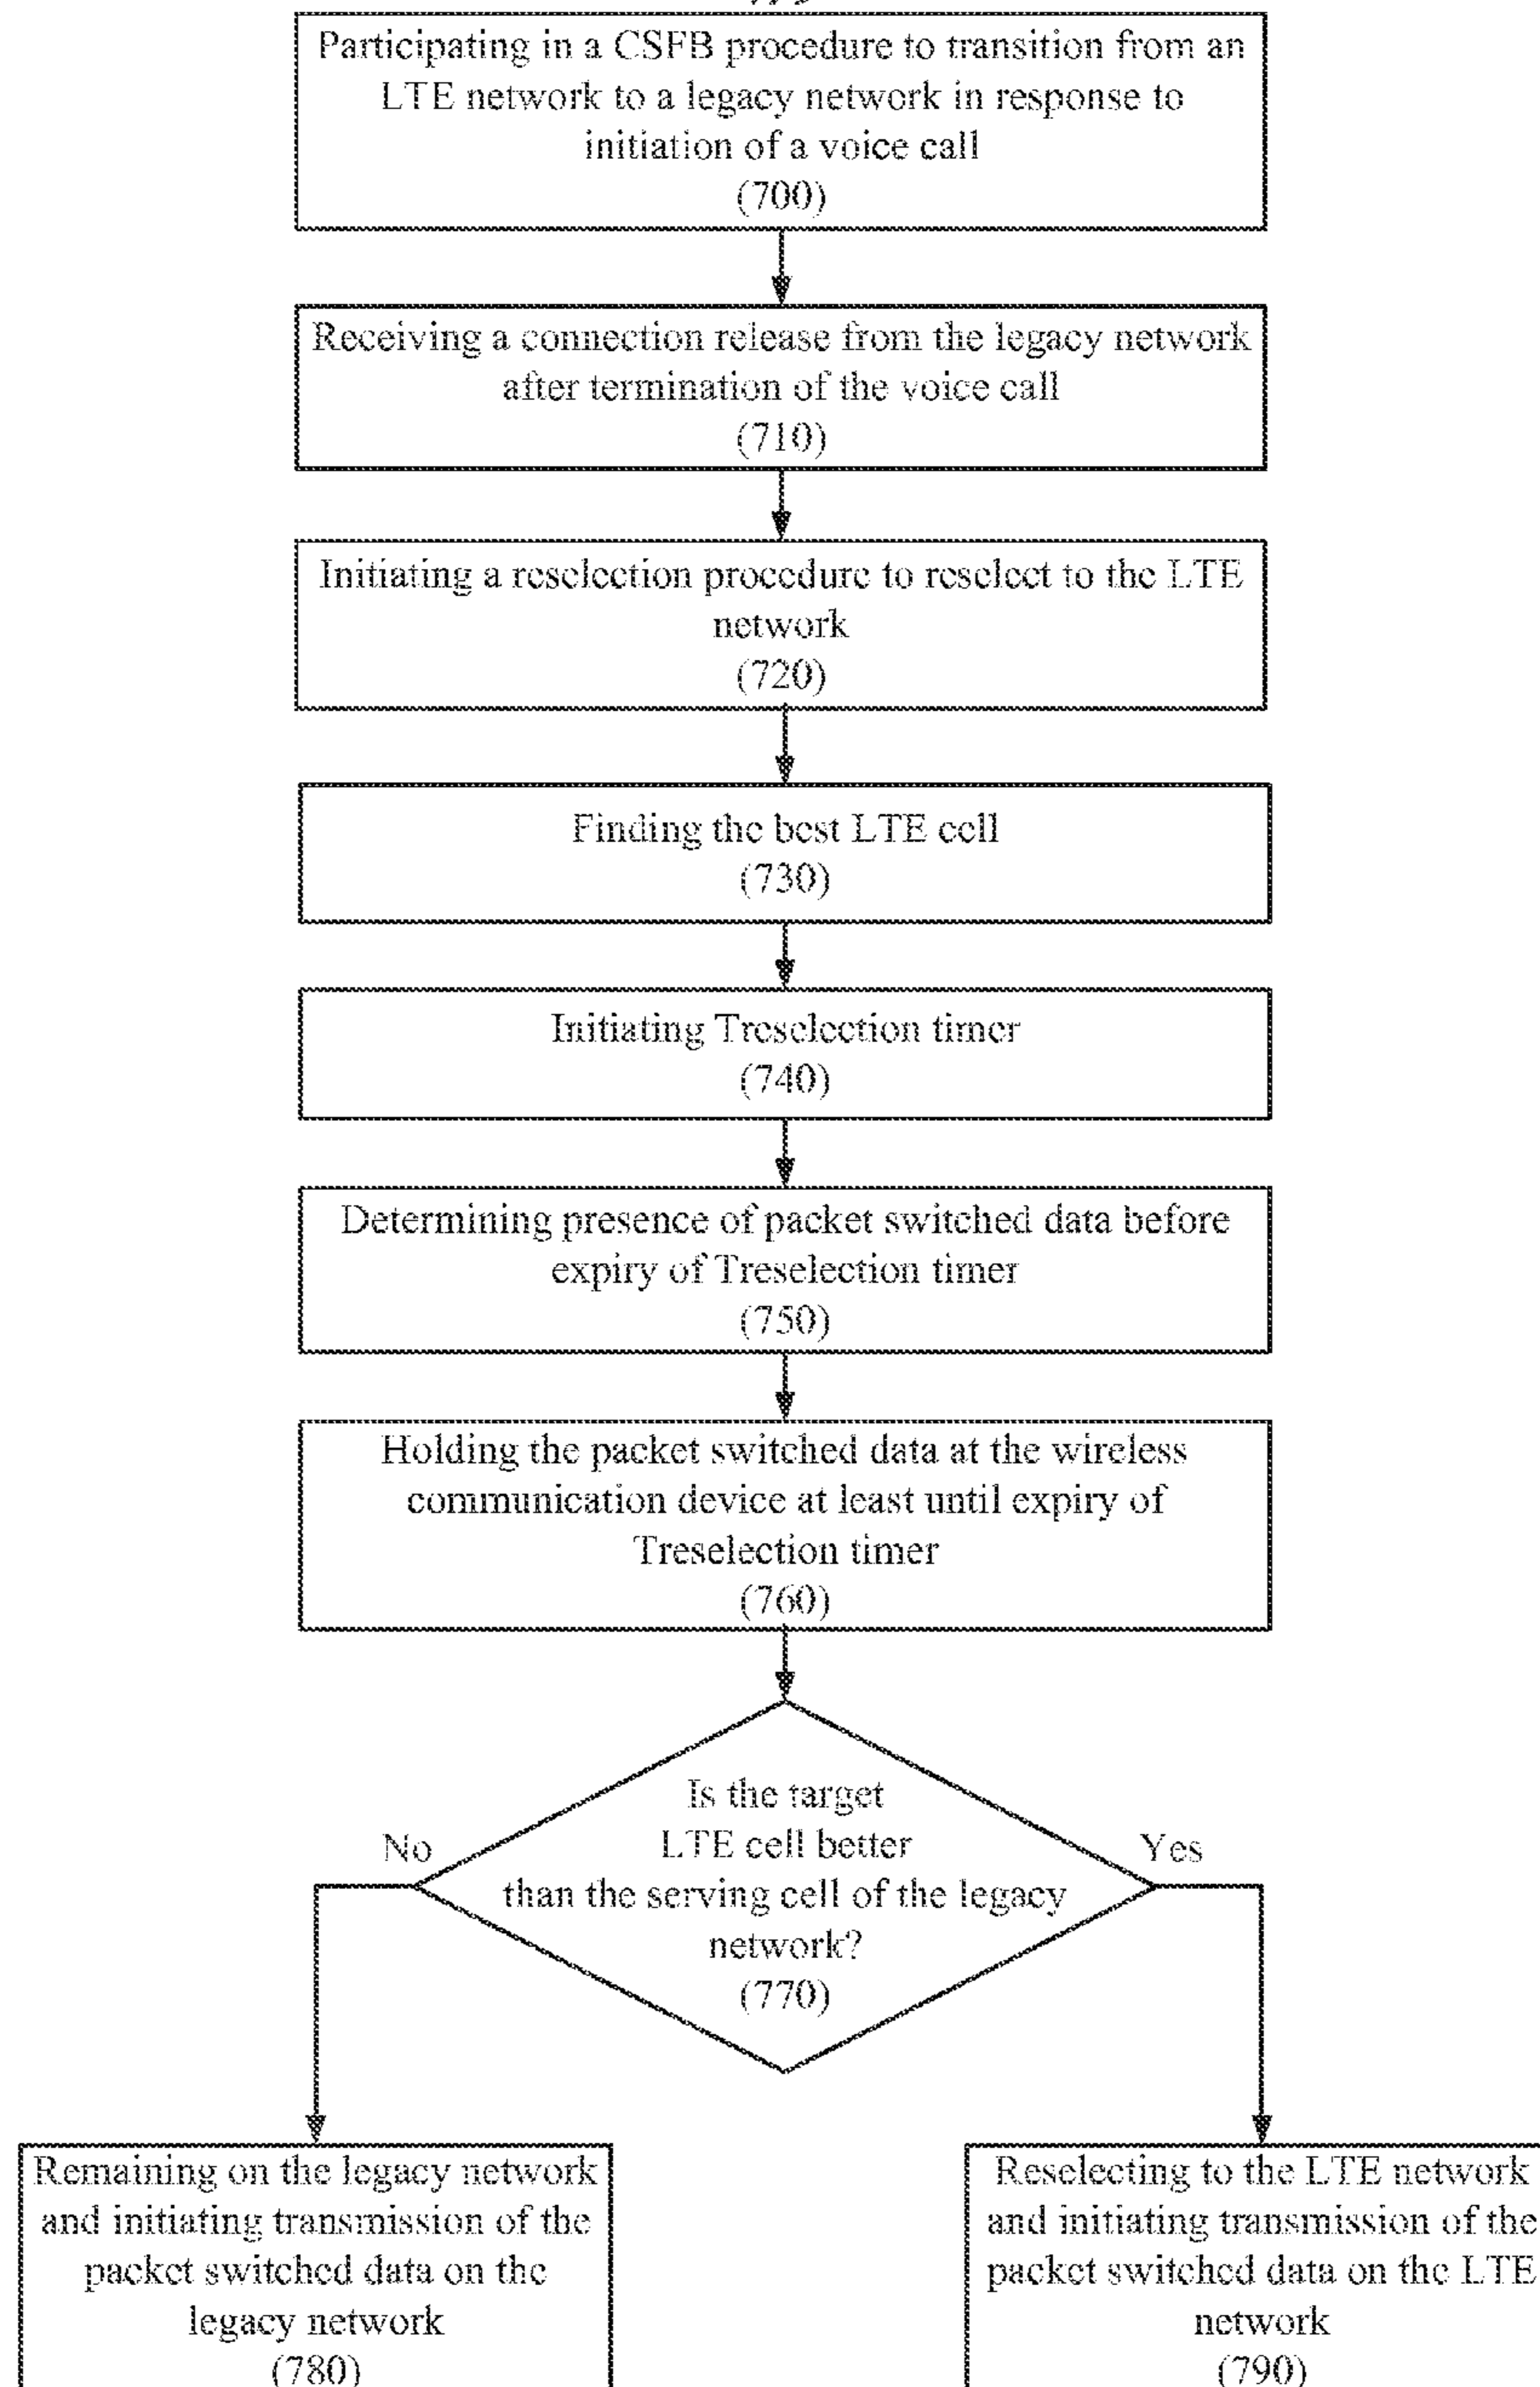 Participating in a CSFB procedure to transition from an
LTE network to a legacy network in response to
initiation of a voice call
(700)
Receiving a connection release from the legacy network
after termination of the voice call
(710)
Initiating a reselection procedure to reselect to the LTE
network
(720)
Finding the best LTE cell
(730)
Initiating Treselection timer
(740)
Determining presence of packet switched data before
expiry of Treselection timer
(750)
Holding the packet switched data at the wireless
communication device at least until expiry of
Treselection timer
(760)
Is the target
LTE cell better
than the serving cell of the legacy
network?
(770)
No
Yes
Remaining on the legacy network
and initiating transmission of the
packet switched data on the
legacy network
(780)
Reselecting to the LTE network
and initiating transmission of the
packet switched data on the LTE
network
(790)